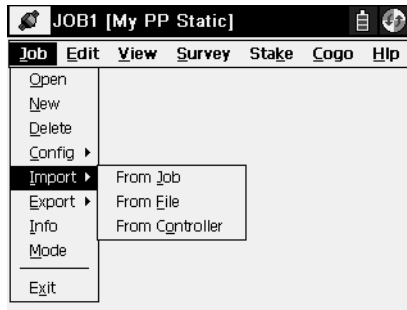 JOB1 [My PP Static]
Job Edit View Survey Stake Cogo Hlp
Open
New
Delete
Config
Import From Job
Export From File
Info From Controller
Mode
Exit